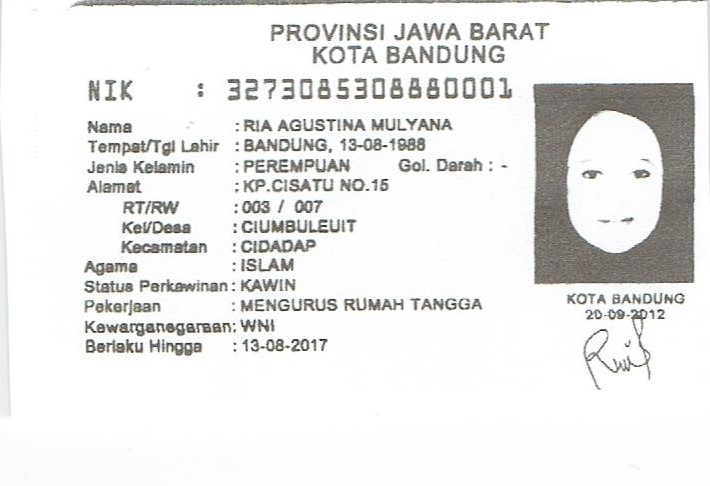 PROVINSI JAWA BARAT
KOTA BANDUNG
NIK : 3273085308880001
Nama : RIA AGUSTINA MULYANA
Tempat/Tgl Lahir : BANDUNG, 13-08-1988
Jenis Kelamin : PEREMPUAN Gol. Darah : -
Alamat : KP.CISATU NO.15
RT/RW : 003 / 007
Kel/Desa : CIUMBULEUIT
Kecamatan : CIDADAP
Agama : ISLAM
Status Perkawinan : KAWIN
Pekerjaan : MENGURUS RUMAH TANGGA
Kewarganegaraan : WNI
Berlaku Hingga : 13-08-2017
KOTA BANDUNG
20-09-2012